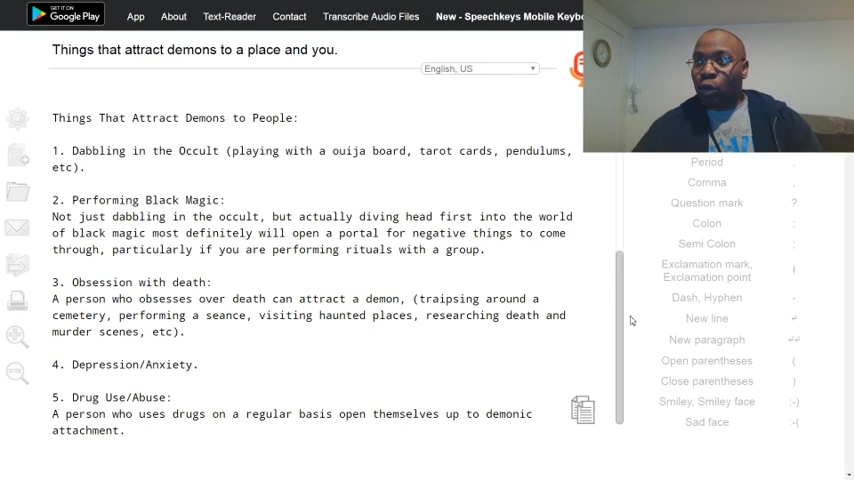 GET IT ON
Google Play
App
About
Text-Reader
Contact
Transcribe Audio Files
New - Speechkeys Mobile Keybo
Things that attract demons to a place and you.
English, US
Things That Attract Demons to People:
1. Dabbling in the Occult (playing with a ouija board, tarot cards, pendulums,
etc).
2. Performing Black Magic:
Not just dabbling in the occult, but actually diving head first into the world
of black magic most definitely will open a portal for negative things to come
through, particularly if you are performing rituals with a group.
3. Obsession with death:
A person who obsesses over death can attract a demon, (traipsing around a
cemetery, performing a seance, visiting haunted places, researching death and
murder scenes, etc).
4. Depression/Anxiety.
5. Drug Use/Abuse:
A person who uses drugs on a regular basis open themselves up to demonic
attachment.
Period .
Comma ,
Question mark ?
Colon :
Semi Colon ;
Exclamation mark, !
Exclamation point
Dash, Hyphen -
New line ↵
New paragraph ↵↵
Open parentheses (
Close parentheses )
Smiley, Smiley face :-)
Sad face :-(